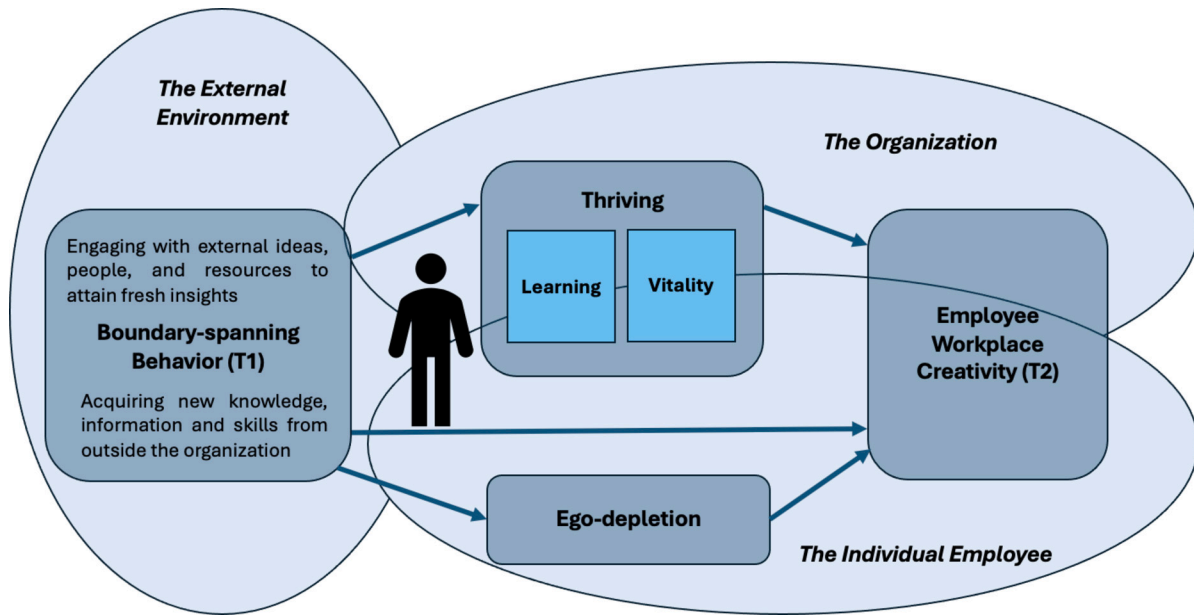 The External
Environment
The Organization
Engaging with external ideas,
people, and resources to
attain fresh insights
Boundary-spanning
Behavior (T1)
Acquiring new knowledge,
information and skills from
outside the organization
Thriving
Learning
Vitality
Employee
Workplace
Creativity (T2)
Ego-depletion
The Individual Employee